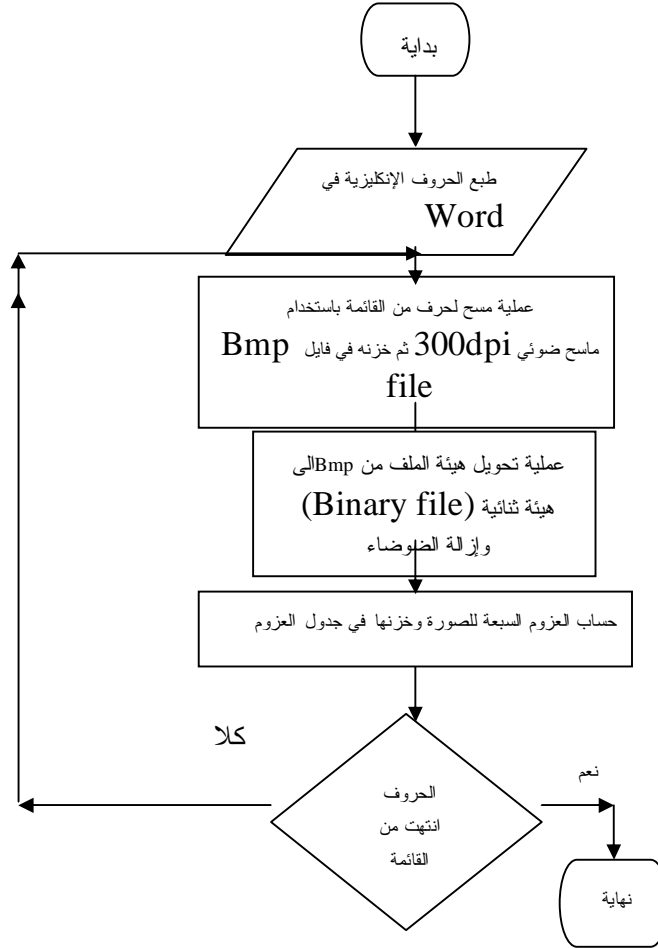 بداية
طبع الحروف الإنكليزية في
Word
عملية مسح لحرف من القائمة باستخدام
ماسح ضوئي 300dpi ثم خزنه في فايل Bmp
file
عملية تحويل هيئة الملف من Bmpالى
هيئة ثنائية (Binary file)
وإزالة الضوضاء
حساب العزوم السبعة للصورة وخزنها في جدول العزوم
كلا
نعم
الحروف
انتهت من
القائمة
نهاية